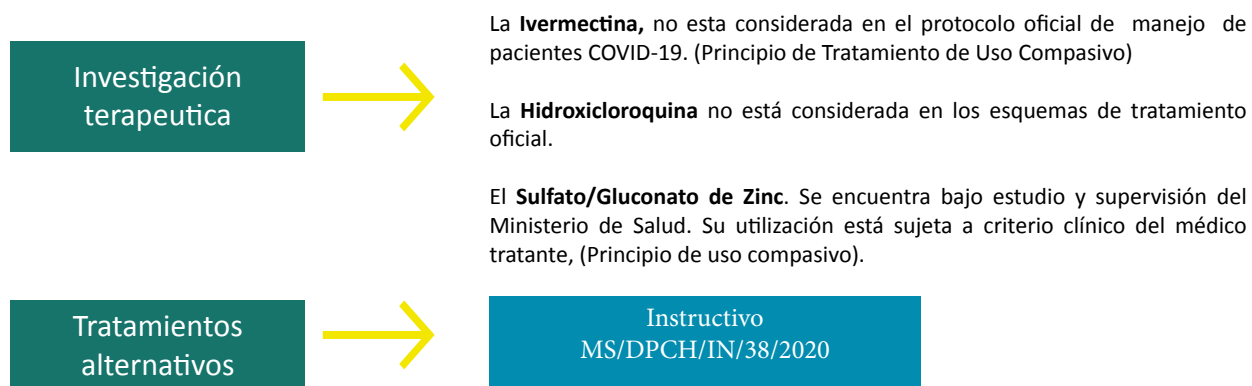 Investigación
terapeutica
La Ivermectina, no esta considerada en el protocolo oficial de manejo de
pacientes COVID-19. (Principio de Tratamiento de Uso Compasivo)
La Hidroxicloroquina no está considerada en los esquemas de tratamiento
oficial.
El Sulfato/Gluconato de Zinc. Se encuentra bajo estudio y supervisión del
Ministerio de Salud. Su utilización está sujeta a criterio clínico del médico
tratante, (Principio de uso compasivo).
Tratamientos
alternativos
Instructivo
MS/DPCH/IN/38/2020